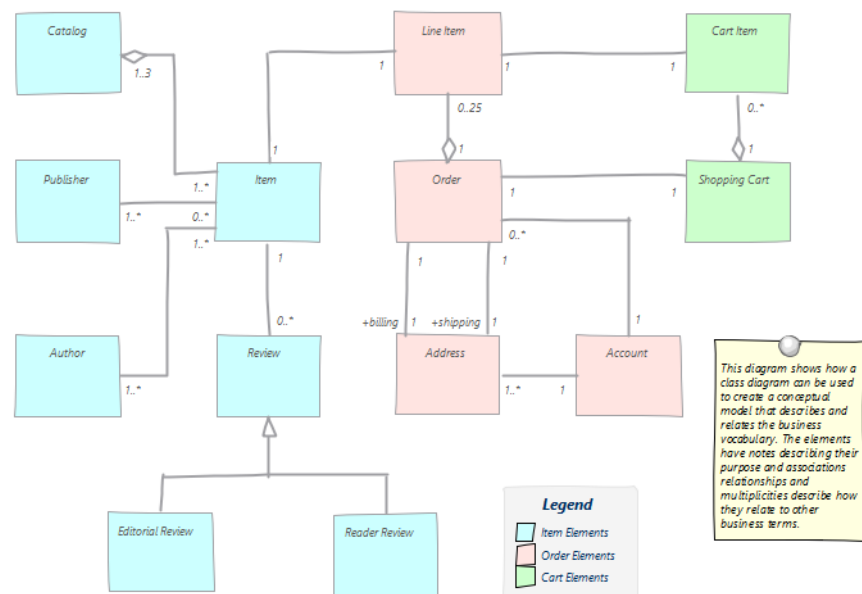 Catalog
Line Item
Cart Item
1..3
1
1
1
0..25
0..*
1
1
1
Publisher
Item
Order
Shopping Cart
1..*
1
1
1..*
0..*
1..*
0..*
1
1
1
0..*
+billing
1
+shipping
1
1
Author
Review
Address
Account
1..*
1..*
1
This diagram shows how a
class diagram can be used
to create a conceptual
model that describes and
relates the business
vocabulary. The elements
have notes describing their
purpose and associations
relationships and
multiplicities describe how
they relate to other
business terms.
Editorial Review
Reader Review
Legend
Item Elements
Order Elements
Cart Elements